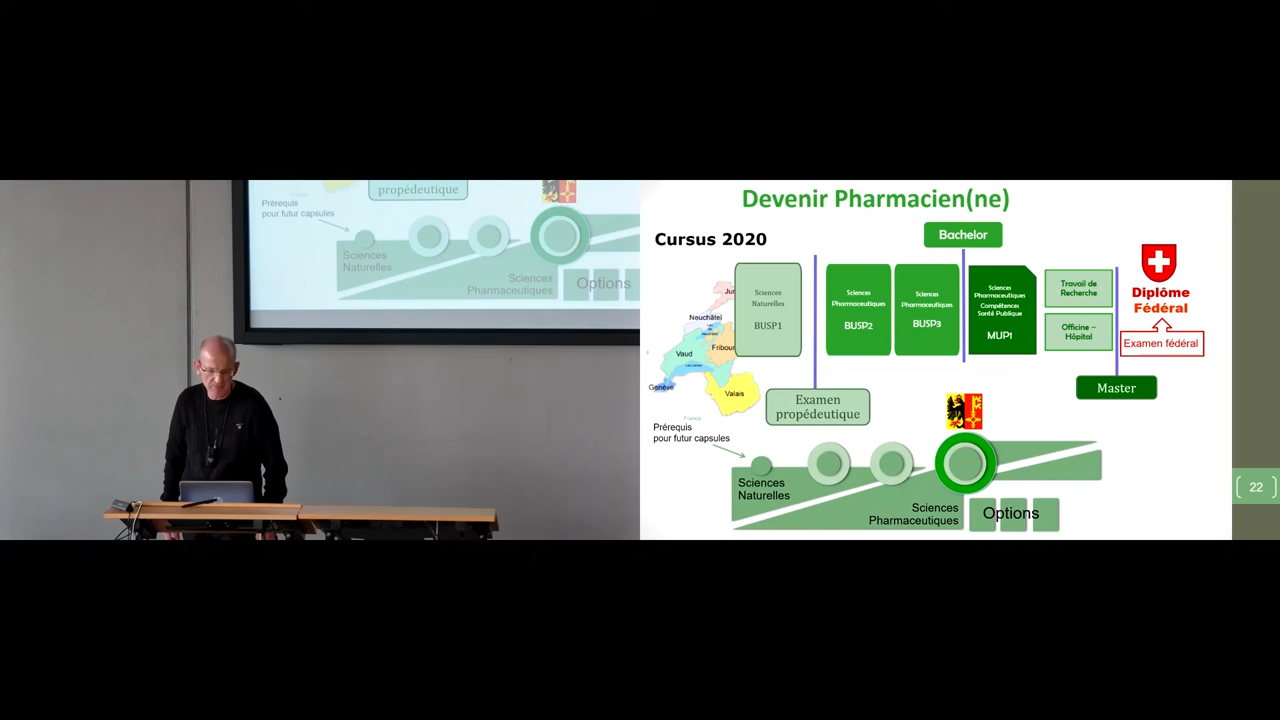 propédeutique
Prérequis
pour futur capsules
Sciences
Naturelles
Sciences
Pharmaceutiques
Options
Devenir Pharmacien(ne)
Cursus 2020
Bachelor
Sciences
Naturelles
BUSP1
Sciences
Pharmaceutiques
BUSP2
Sciences
Pharmaceutiques
BUSP3
Sciences
Pharmaceutiques
Compétences
Santé Publique
MUP1
Travail de
Recherche
Officine –
Hôpital
Diplôme
Fédéral
Examen fédéral
Master
Jur
Neuchâtel
Fribour
Vaud
Genève
Valais
France
Examen
propédeutique
Prérequis
pour futur capsules
Sciences
Naturelles
Sciences
Pharmaceutiques
Options
22